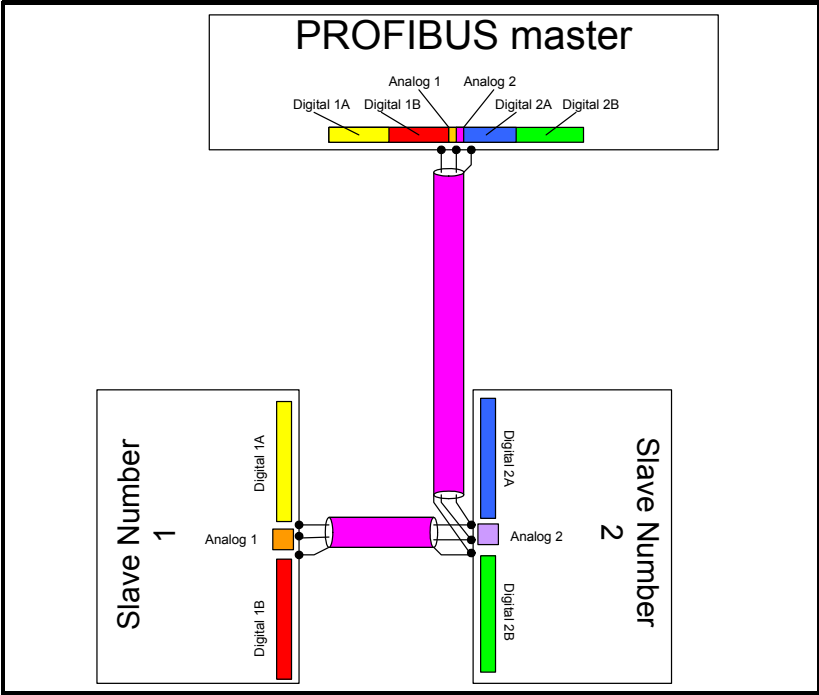 PROFIBUS master
Analog 1
Analog 2
Digital 1A
Digital 1B
Digital 2A
Digital 2B
Slave Number
1
Digital 1A
Analog 1
Digital 1B
Digital 2A
Analog 2
Digital 2B
Slave Number
2